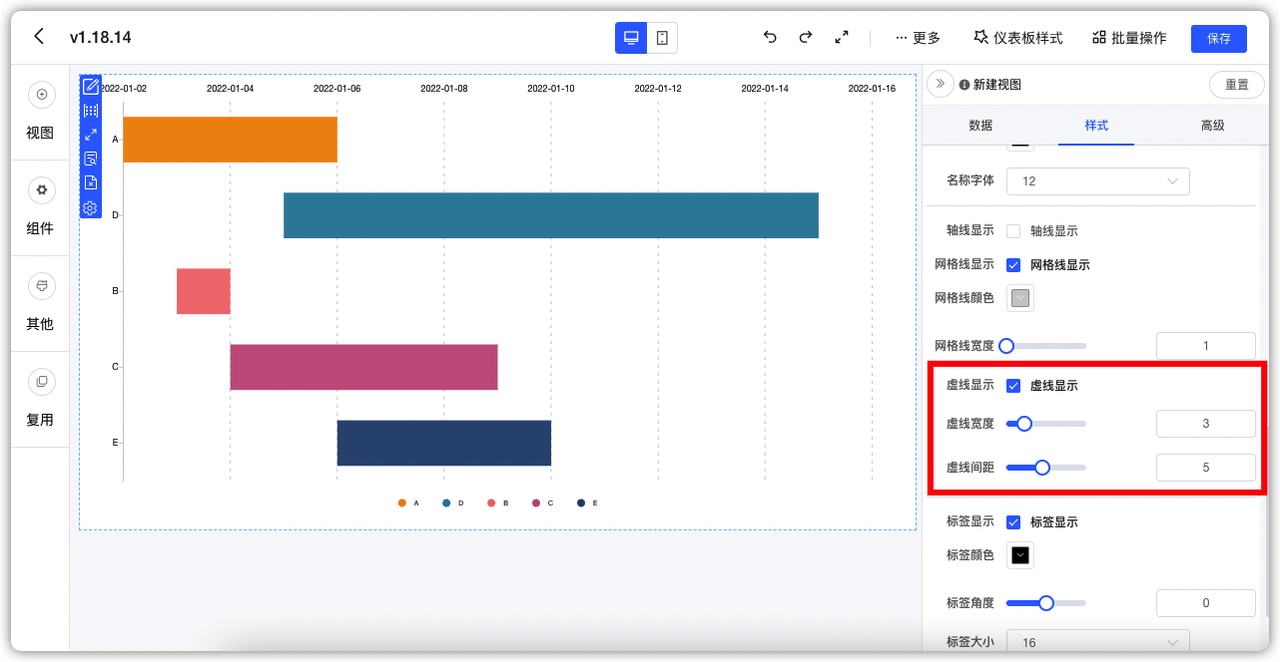 v1.18.14
··· 更多
仪表板样式
批量操作
保存
视图
组件
其他
复用
2022-01-02 2022-01-04 2022-01-06 2022-01-08 2022-01-10 2022-01-12 2022-01-14 2022-01-16
A
D
B
C
E
A D B C E
新建视图
重置
数据 样式 高级
名称字体 12
轴线显示 轴线显示
网格线显示 网格线显示
网格线颜色
网格线宽度 1
虚线显示 虚线显示
虚线宽度 3
虚线间距 5
标签显示 标签显示
标签颜色
标签角度 0
标签大小 16